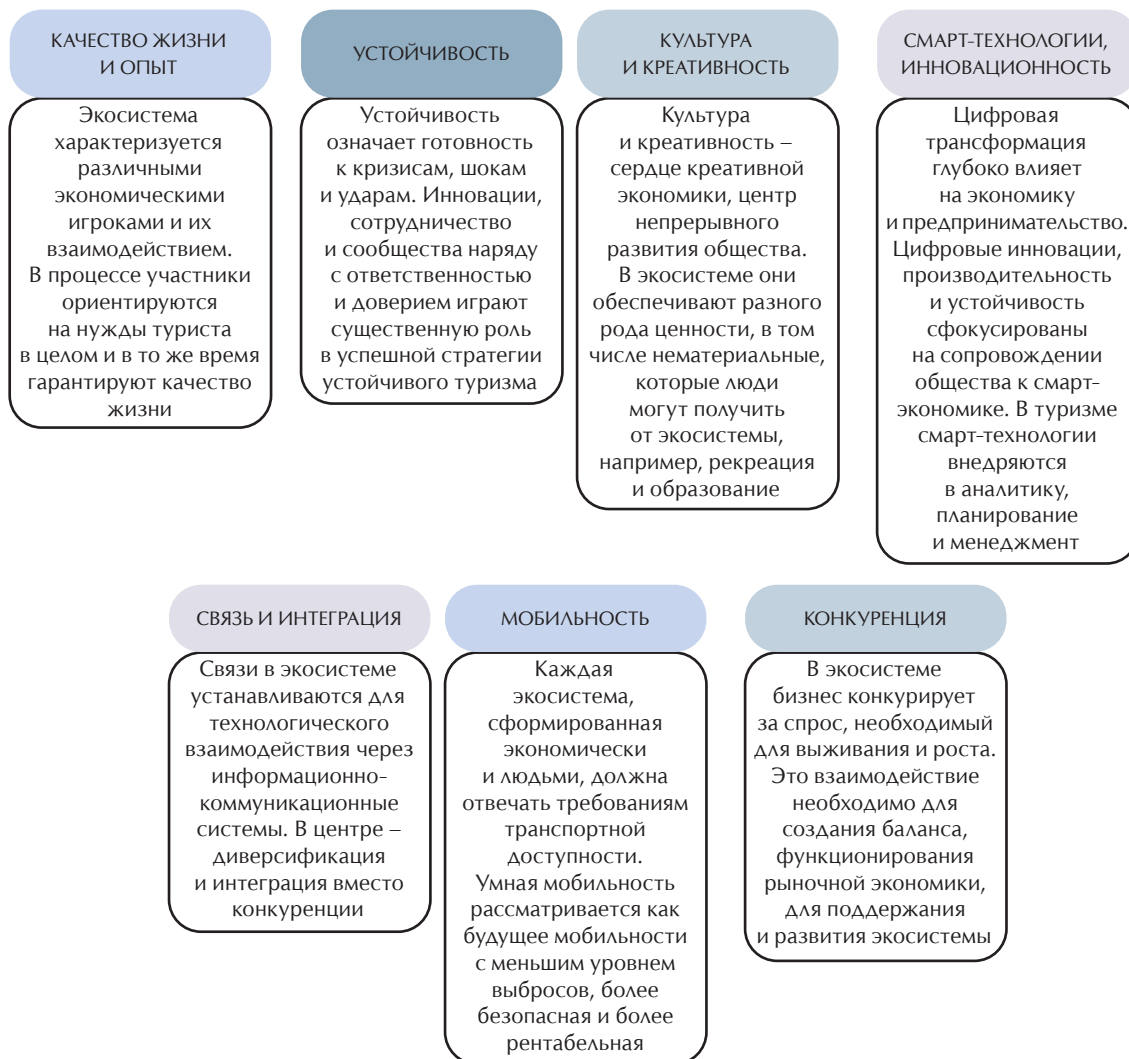 КАЧЕСТВО ЖИЗНИ
И ОПЫТ
Экосистема
характеризуется
различными
экономическими
игроками и их
взаимодействием.
В процессе участники
ориентируются
на нужды туриста
в целом и в то же время
гарантируют качество
жизни
УСТОЙЧИВОСТЬ
Устойчивость
означает готовность
к кризисам, шокам
и ударам. Инновации,
сотрудничество
и сообщества наряду
с ответственностью
и доверием играют
существенную роль
в успешной стратегии
устойчивого туризма
КУЛЬТУРА
И КРЕАТИВНОСТЬ
Культура
и креативность –
сердце креативной
экономики, центр
непрерывного
развития общества.
В экосистеме они
обеспечивают разного
рода ценности, в том
числе нематериальные,
которые люди
могут получить
от экосистемы,
например, рекреация
и образование
СМАРТ-ТЕХНОЛОГИИ,
ИННОВАЦИОННОСТЬ
Цифровая
трансформация
глубоко влияет
на экономику
и предпринимательство.
Цифровые инновации,
производительность
и устойчивость
сфокусированы
на сопровождении
общества к смарт-
экономике. В туризме
смарт-технологии
внедряются
в аналитику,
планирование
и менеджмент
СВЯЗЬ И ИНТЕГРАЦИЯ
Связи в экосистеме
устанавливаются для
технологического
взаимодействия через
информационно-
коммуникационные
системы. В центре –
диверсификация
и интеграция вместо
конкуренции
МОБИЛЬНОСТЬ
Каждая
экосистема,
сформированная
экономически
и людьми, должна
отвечать требованиям
транспортной
доступности.
Умная мобильность
рассматривается как
будущее мобильности
с меньшим уровнем
выбросов, более
безопасная и более
рентабельная
КОНКУРЕНЦИЯ
В экосистеме
бизнес конкурирует
за спрос, необходимый
для выживания и роста.
Это взаимодействие
необходимо для
создания баланса,
функционирования
рыночной экономики,
для поддержания
и развития экосистемы